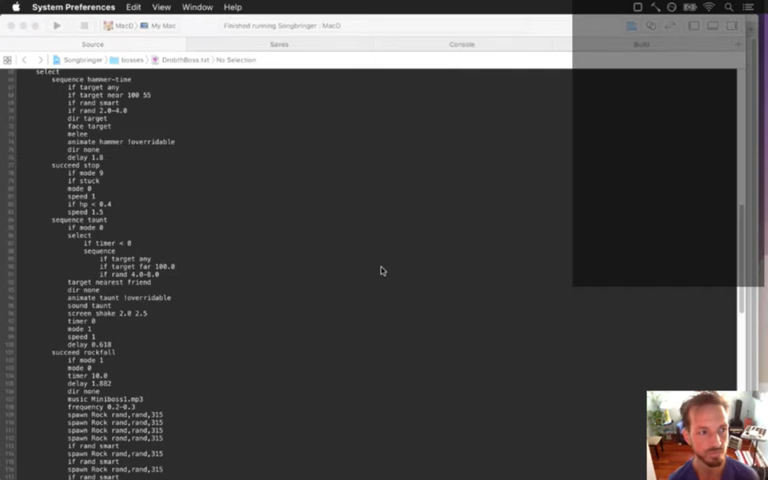 System Preferences Edit View Window Help
MacD My Mac Finished running Songbringer : MacD
Source Saves Console Build
Songbringer bosses DrobthBoss.txt No Selection
select
sequence hammer-time
if target any
if target near 100 55
if rand smart
if rand 2.0-4.0
dir target
face target
melee
animate hammer !overridable
dir none
delay 1.8
succeed stop
if mode 9
if stuck
mode 0
speed 1
if hp < 0.4
speed 1.5
sequence taunt
if mode 0
select
if timer < 0
sequence
if target any
if target far 100.0
if rand 4.0-8.0
target nearest friend
dir none
animate taunt !overridable
sound taunt
screen shake 2.0 2.5
timer 0
mode 1
speed 1
delay 0.618
succeed rockfall
if mode 1
mode 0
timer 10.0
delay 1.882
dir none
music Miniboss1.mp3
frequency 0.2-0.3
spawn Rock rand,rand,315
spawn Rock rand,rand,315
spawn Rock rand,rand,315
spawn Rock rand,rand,315
if rand smart
spawn Rock rand,rand,315
if rand smart
spawn Rock rand,rand,315
if rand smart